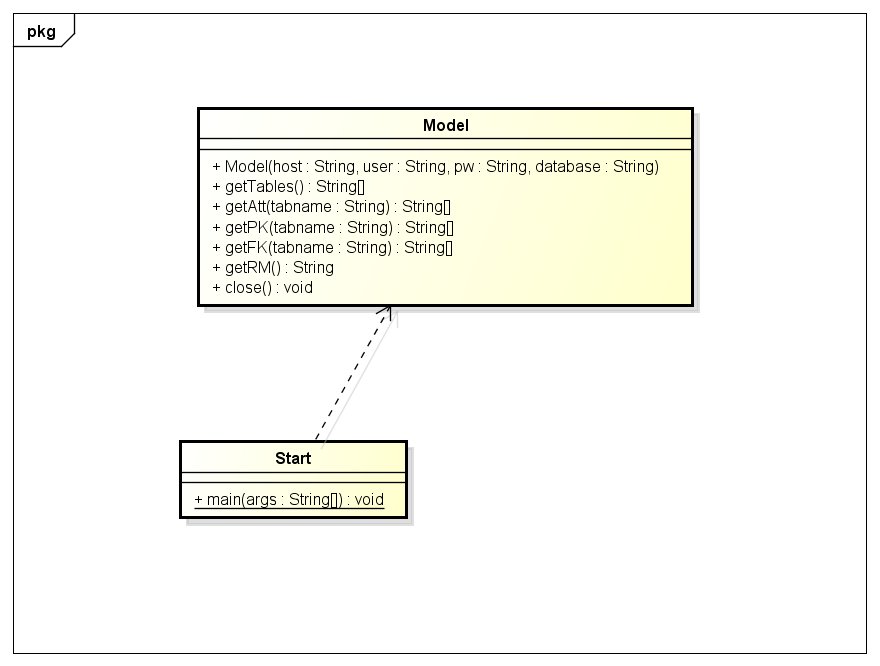 pkg
Model
+ Model(host : String, user : String, pw : String, database : String)
+ getTables() : String[]
+ getAtt(tabname : String) : String[]
+ getPK(tabname : String) : String[]
+ getFK(tabname : String) : String[]
+ getRM() : String
+ close() : void
Start
+ main(args : String[]) : void